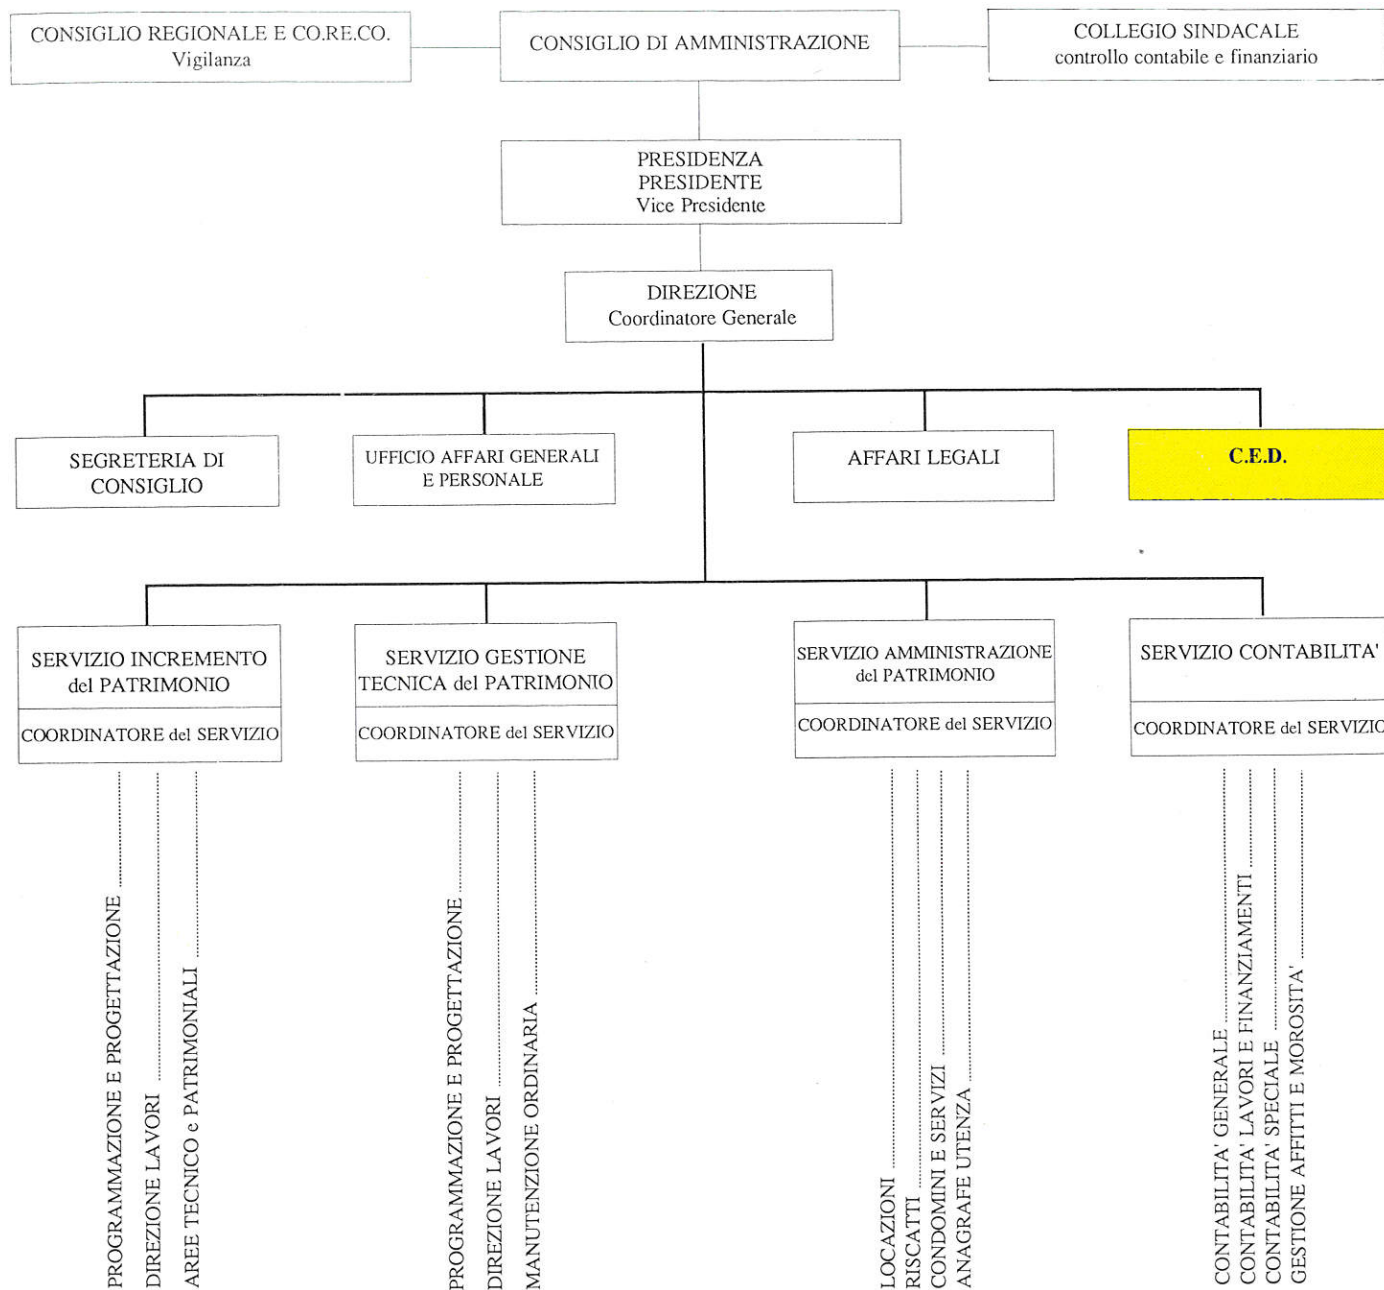 CONSIGLIO REGIONALE E CO.RE.CO.
Vigilanza
CONSIGLIO DI AMMINISTRAZIONE
COLLEGIO SINDACALE
controllo contabile e finanziario
PRESIDENZA
PRESIDENTE
Vice Presidente
DIREZIONE
Coordinatore Generale
SEGRETERIA DI
CONSIGLIO
UFFICIO AFFARI GENERALI
E PERSONALE
AFFARI LEGALI
C.E.D.
SERVIZIO INCREMENTO
del PATRIMONIO
COORDINATORE del SERVIZIO
SERVIZIO GESTIONE
TECNICA del PATRIMONIO
COORDINATORE del SERVIZIO
SERVIZIO AMMINISTRAZIONE
del PATRIMONIO
COORDINATORE del SERVIZIO
SERVIZIO CONTABILITA'
COORDINATORE del SERVIZIO
PROGRAMMAZIONE E PROGETTAZIONE
DIREZIONE LAVORI
AREE TECNICO e PATRIMONIALI
PROGRAMMAZIONE E PROGETTAZIONE
DIREZIONE LAVORI
MANUTENZIONE ORDINARIA
LOCAZIONI
RISCATTI
CONDOMINI E SERVIZI
ANAGRAFE UTENZA
CONTABILITA' GENERALE
CONTABILITA' LAVORI E FINANZIAMENTI
CONTABILITA' SPECIALE
GESTIONE AFFITTI E MOROSITA'